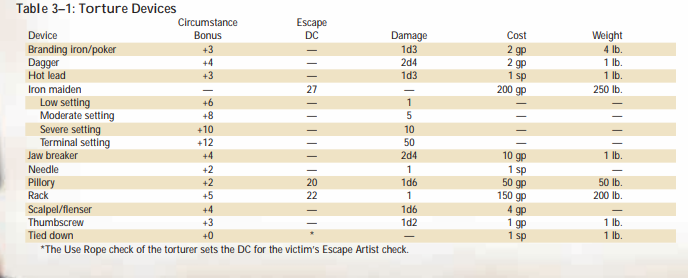 Table 3–1: Torture Devices
Circumstance Escape
Device Bonus DC Damage Cost Weight
Branding iron/poker +3 — 1d3 2 gp 4 lb.
Dagger +4 — 2d4 2 gp 1 lb.
Hot lead +3 — 1d3 1 sp 1 lb.
Iron maiden — 27 — 200 gp 250 lb.
Low setting +6 — 1 — —
Moderate setting +8 — 5 — —
Severe setting +10 — 10 — —
Terminal setting +12 — 50 — —
Jaw breaker +4 — 2d4 10 gp 1 lb.
Needle +2 — 1 1 sp —
Pillory +2 20 1d6 50 gp 50 lb.
Rack +5 22 1 150 gp 200 lb.
Scalpel/flenser +4 — 1d6 4 gp —
Thumbscrew +3 — 1d2 1 gp 1 lb.
Tied down +0 * — 1 sp 1 lb.
*The Use Rope check of the torturer sets the DC for the victim's Escape Artist check.